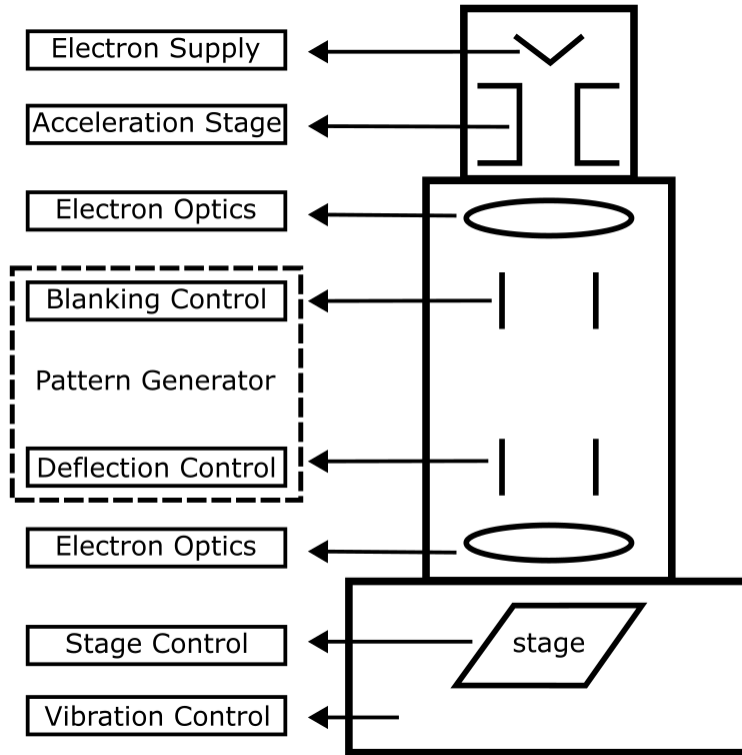 Electron Supply
Acceleration Stage
Electron Optics
Blanking Control
Pattern Generator
Deflection Control
Electron Optics
Stage Control
stage
Vibration Control